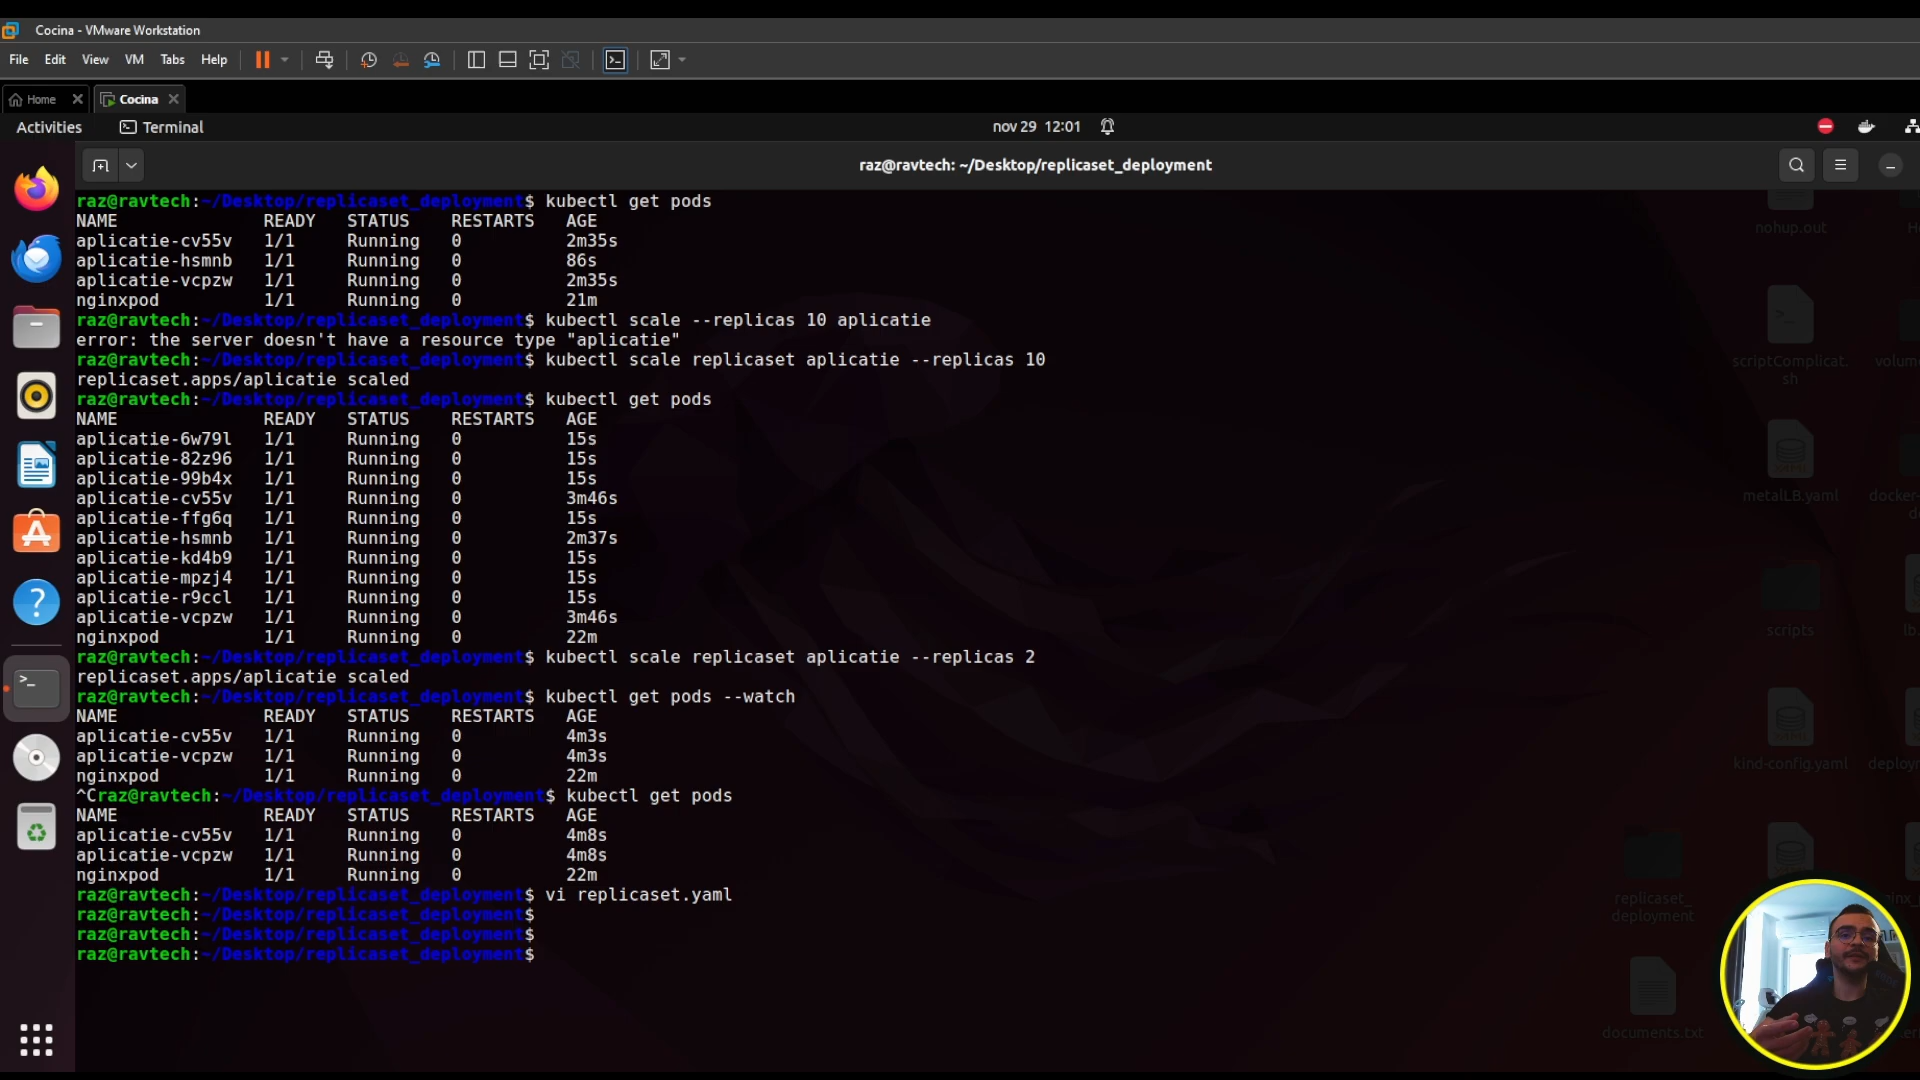 Cocina - VMware Workstation
File Edit View VM Tabs Help
Home Cocina
Activities Terminal nov 29 12:01
raz@ravtech: ~/Desktop/replicaset_deployment
raz@ravtech:~/Desktop/replicaset_deployment$ kubectl get pods
NAME READY STATUS RESTARTS AGE
aplicatie-cv55v 1/1 Running 0 2m35s
aplicatie-hsmnb 1/1 Running 0 86s
aplicatie-vcpzw 1/1 Running 0 2m35s
nginxpod 1/1 Running 0 21m
raz@ravtech:~/Desktop/replicaset_deployment$ kubectl scale --replicas 10 aplicatie
error: the server doesn't have a resource type "aplicatie"
raz@ravtech:~/Desktop/replicaset_deployment$ kubectl scale replicaset aplicatie --replicas 10
replicaset.apps/aplicatie scaled
raz@ravtech:~/Desktop/replicaset_deployment$ kubectl get pods
NAME READY STATUS RESTARTS AGE
aplicatie-6w79l 1/1 Running 0 15s
aplicatie-82z96 1/1 Running 0 15s
aplicatie-99b4x 1/1 Running 0 15s
aplicatie-cv55v 1/1 Running 0 3m46s
aplicatie-ffg6q 1/1 Running 0 15s
aplicatie-hsmnb 1/1 Running 0 2m37s
aplicatie-kd4b9 1/1 Running 0 15s
aplicatie-mpzj4 1/1 Running 0 15s
aplicatie-r9ccl 1/1 Running 0 15s
aplicatie-vcpzw 1/1 Running 0 3m46s
nginxpod 1/1 Running 0 22m
raz@ravtech:~/Desktop/replicaset_deployment$ kubectl scale replicaset aplicatie --replicas 2
replicaset.apps/aplicatie scaled
raz@ravtech:~/Desktop/replicaset_deployment$ kubectl get pods --watch
NAME READY STATUS RESTARTS AGE
aplicatie-cv55v 1/1 Running 0 4m3s
aplicatie-vcpzw 1/1 Running 0 4m3s
nginxpod 1/1 Running 0 22m
^Craz@ravtech:~/Desktop/replicaset_deployment$ kubectl get pods
NAME READY STATUS RESTARTS AGE
aplicatie-cv55v 1/1 Running 0 4m8s
aplicatie-vcpzw 1/1 Running 0 4m8s
nginxpod 1/1 Running 0 22m
raz@ravtech:~/Desktop/replicaset_deployment$ vi replicaset.yaml
raz@ravtech:~/Desktop/replicaset_deployment$
raz@ravtech:~/Desktop/replicaset_deployment$
raz@ravtech:~/Desktop/replicaset_deployment$
nohup.out
scriptComplicat.
sh
metalLB.yaml
scripts
kind-config.yaml
replicaset_
deployment
documents.txt